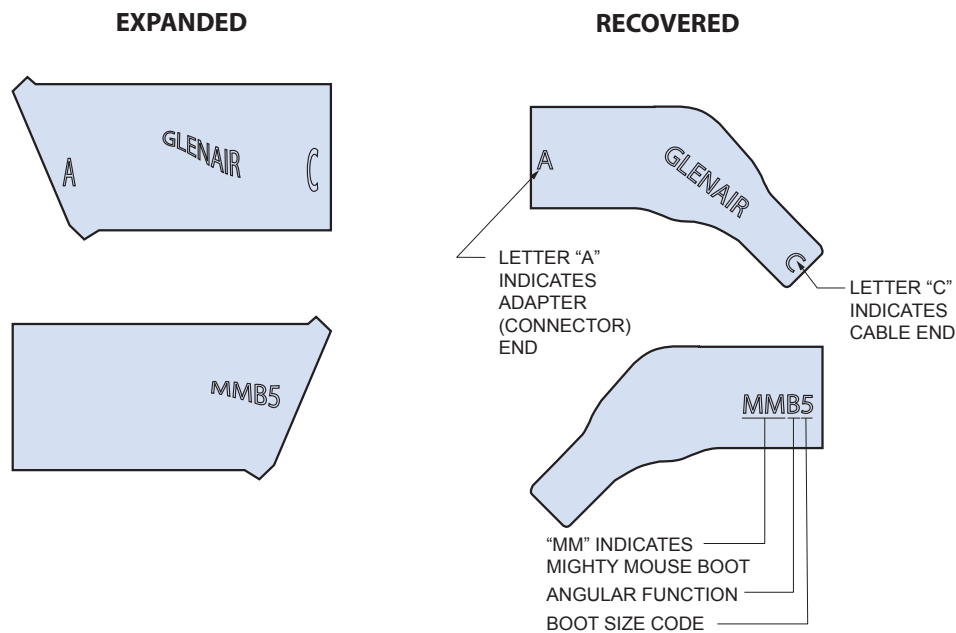 EXPANDED
RECOVERED
A
GLENAIR
C
A
GLENAIR
C
LETTER “A”
INDICATES
ADAPTER
(CONNECTOR)
END
LETTER “C”
INDICATES
CABLE END
MMB5
MMB5
“MM” INDICATES
MIGHTY MOUSE BOOT
ANGULAR FUNCTION
BOOT SIZE CODE